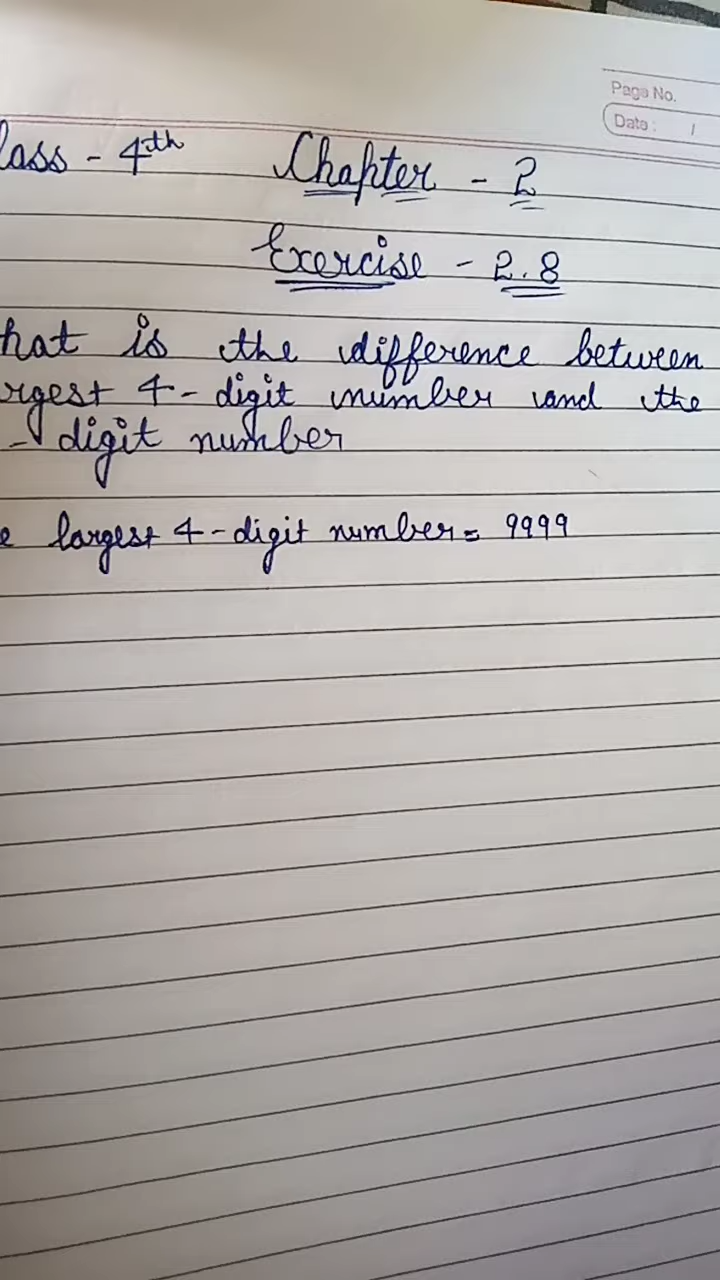 Page No.
Date : /
lass - 4th Chapter - 2
Exercise - 2.8
hat is the difference between
rgest 4-digit number and the
- digit number
e largest 4-digit number = 9999